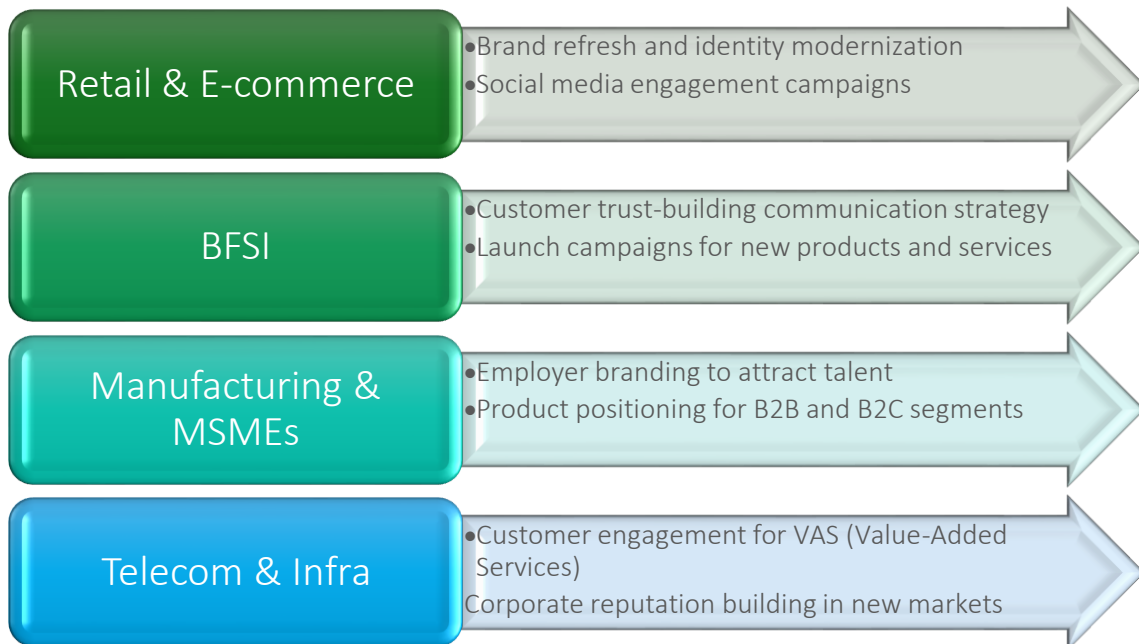 Retail & E-commerce
•Brand refresh and identity modernization
•Social media engagement campaigns
BFSI
•Customer trust-building communication strategy
•Launch campaigns for new products and services
Manufacturing &
MSMEs
•Employer branding to attract talent
•Product positioning for B2B and B2C segments
Telecom & Infra
•Customer engagement for VAS (Value-Added
Services)
Corporate reputation building in new markets